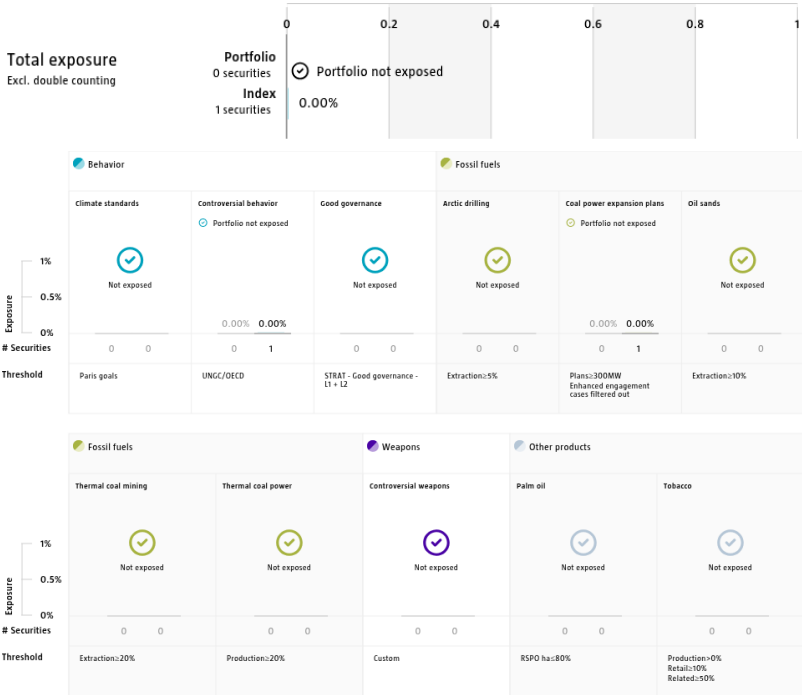 0 0.2 0.4 0.6 0.8 1
Total exposure
Excl. double counting
Portfolio
0 securities
Portfolio not exposed
Index
1 securities
0.00%
Behavior
Fossil fuels
Climate standards
Controversial behavior
Good governance
Arctic drilling
Coal power expansion plans
Oil sands
Portfolio not exposed
Portfolio not exposed
Exposure
1%
0.5%
0%
Not exposed
Not exposed
Not exposed
Not exposed
0.00% 0.00%
0.00% 0.00%
# Securities 0 0 0 1 0 0 0 0 0 1 0 0
Threshold
Paris goals
UNGC/OECD
STRAT - Good governance -
L1 + L2
Extraction≥5%
Plans≥300MW
Enhanced engagement
cases filtered out
Extraction≥10%
Fossil fuels
Weapons
Other products
Thermal coal mining
Thermal coal power
Controversial weapons
Palm oil
Tobacco
Exposure
1%
0.5%
0%
Not exposed
Not exposed
Not exposed
Not exposed
Not exposed
# Securities 0 0 0 0 0 0 0 0 0 0
Threshold
Extraction≥20%
Production≥20%
Custom
RSPO ha≤80%
Production>0%
Retail≥10%
Related≥50%